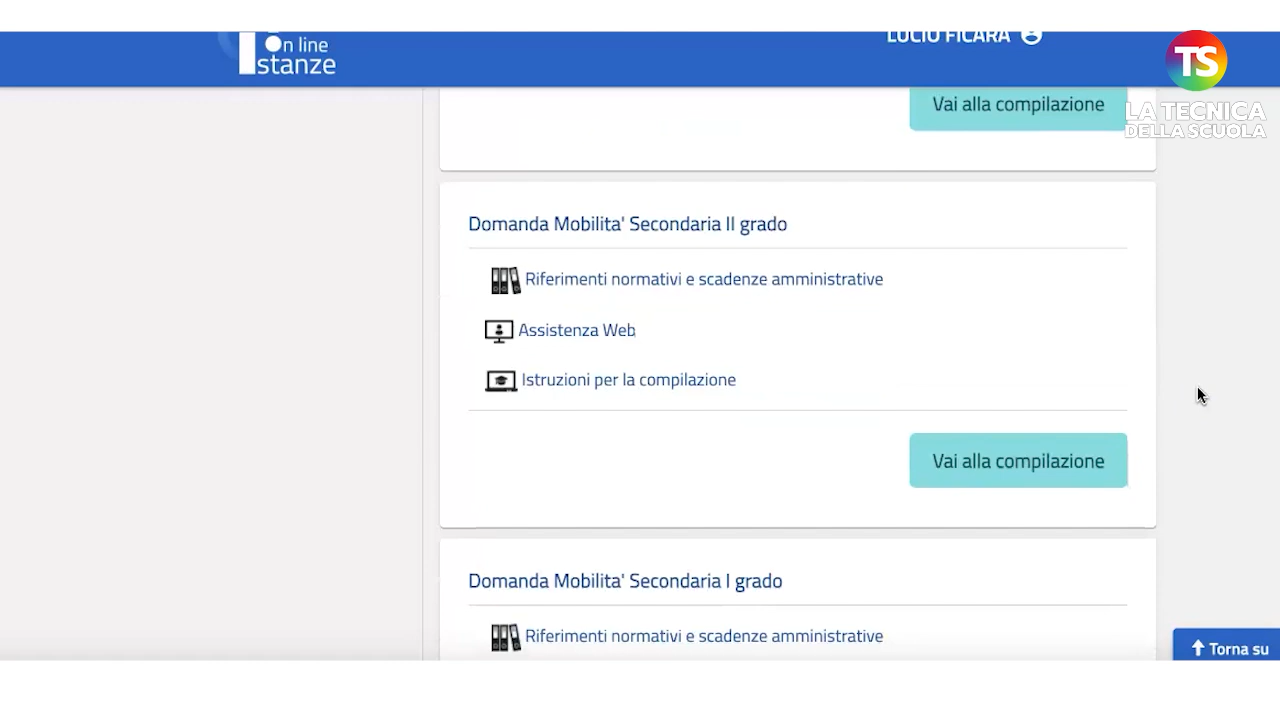 On line
Istanze
LUCIO FICARA
TS
LA TECNICA
DELLA SCUOLA
Vai alla compilazione
Domanda Mobilita' Secondaria II grado
Riferimenti normativi e scadenze amministrative
Assistenza Web
Istruzioni per la compilazione
Vai alla compilazione
Domanda Mobilita' Secondaria I grado
Riferimenti normativi e scadenze amministrative
Torna su